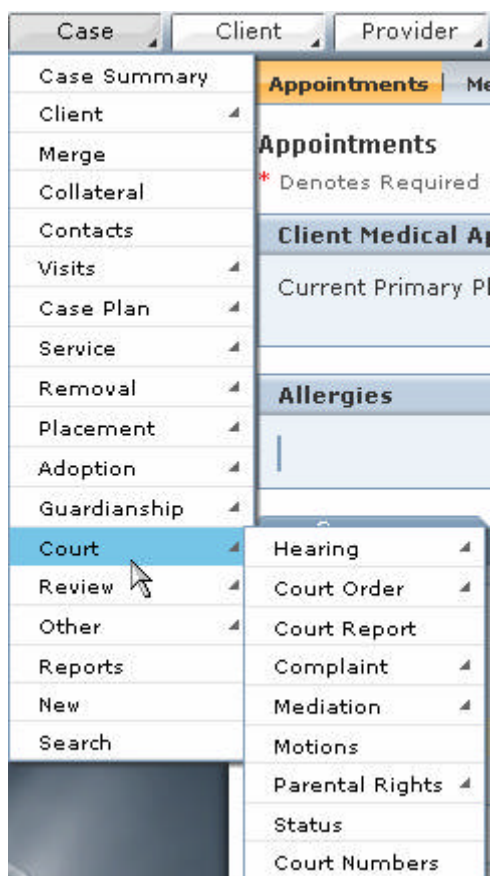 Case Client Provider
Case Summary
Client
Merge
Collateral
Contacts
Visits
Case Plan
Service
Removal
Placement
Adoption
Guardianship
Court
Review
Other
Reports
New
Search
Appointments
Appointments
* Denotes Required
Client Medical
Current Primary
Allergies
Hearing
Court Order
Court Report
Complaint
Mediation
Motions
Parental Rights
Status
Court Numbers